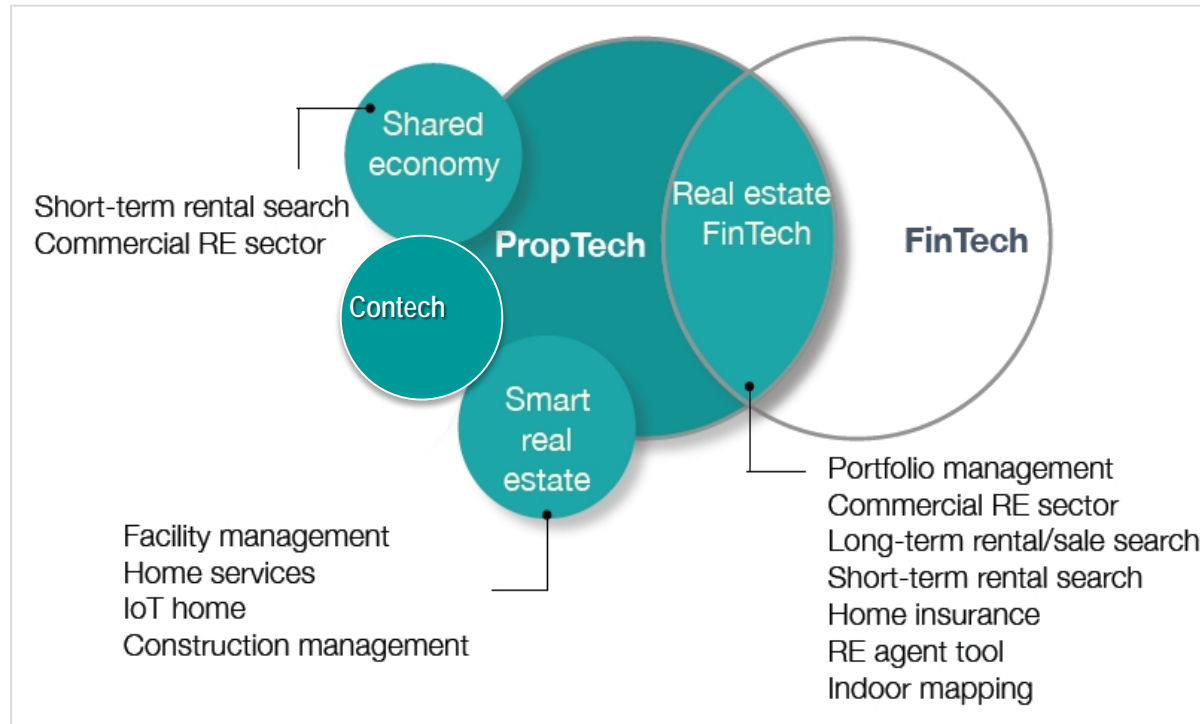 Shared
economy
Short-term rental search
Commercial RE sector
PropTech
Real estate
FinTech
FinTech
Contech
Smart
real
estate
Facility management
Home services
IoT home
Construction management
Portfolio management
Commercial RE sector
Long-term rental/sale search
Short-term rental search
Home insurance
RE agent tool
Indoor mapping